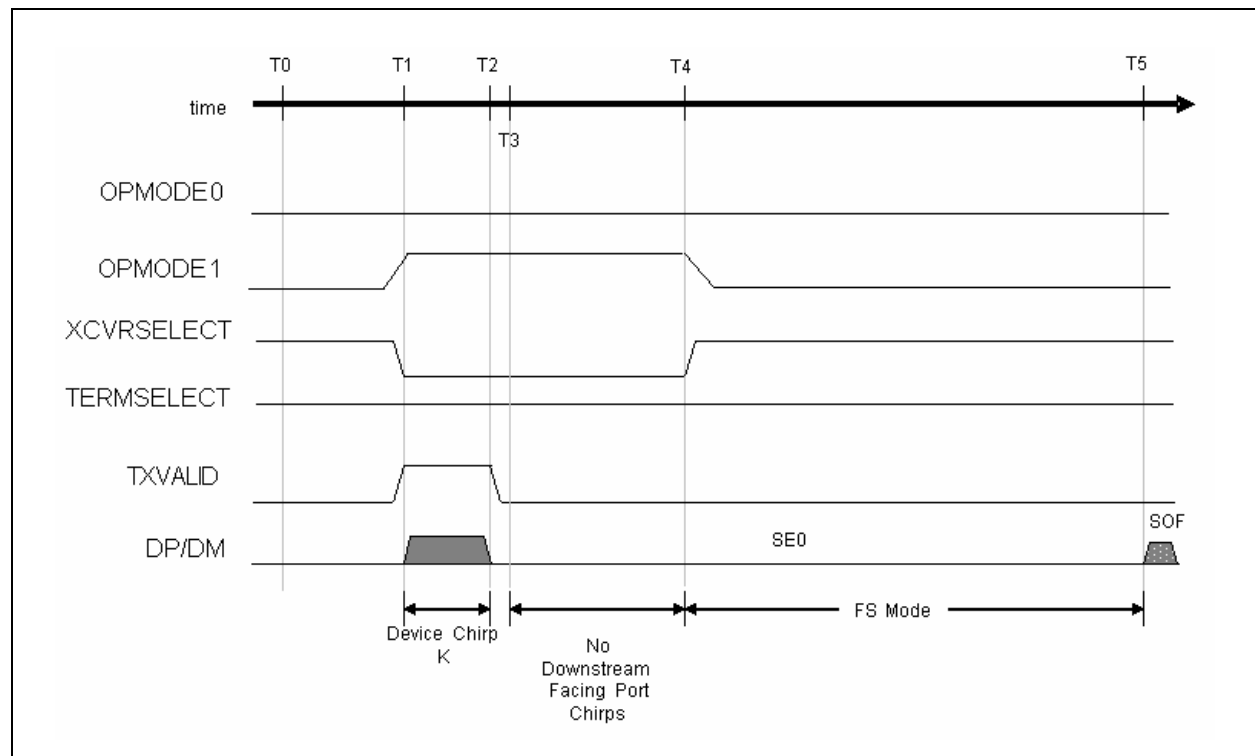 T0 T1 T2 T4 T5
time
T3
OPMODE0
OPMODE1
XCVRSELECT
TERMSELECT
TXVALID
SOF
DP/DM
SE0
Device Chirp
K
No
Downstream
Facing Port
Chirps
FS Mode